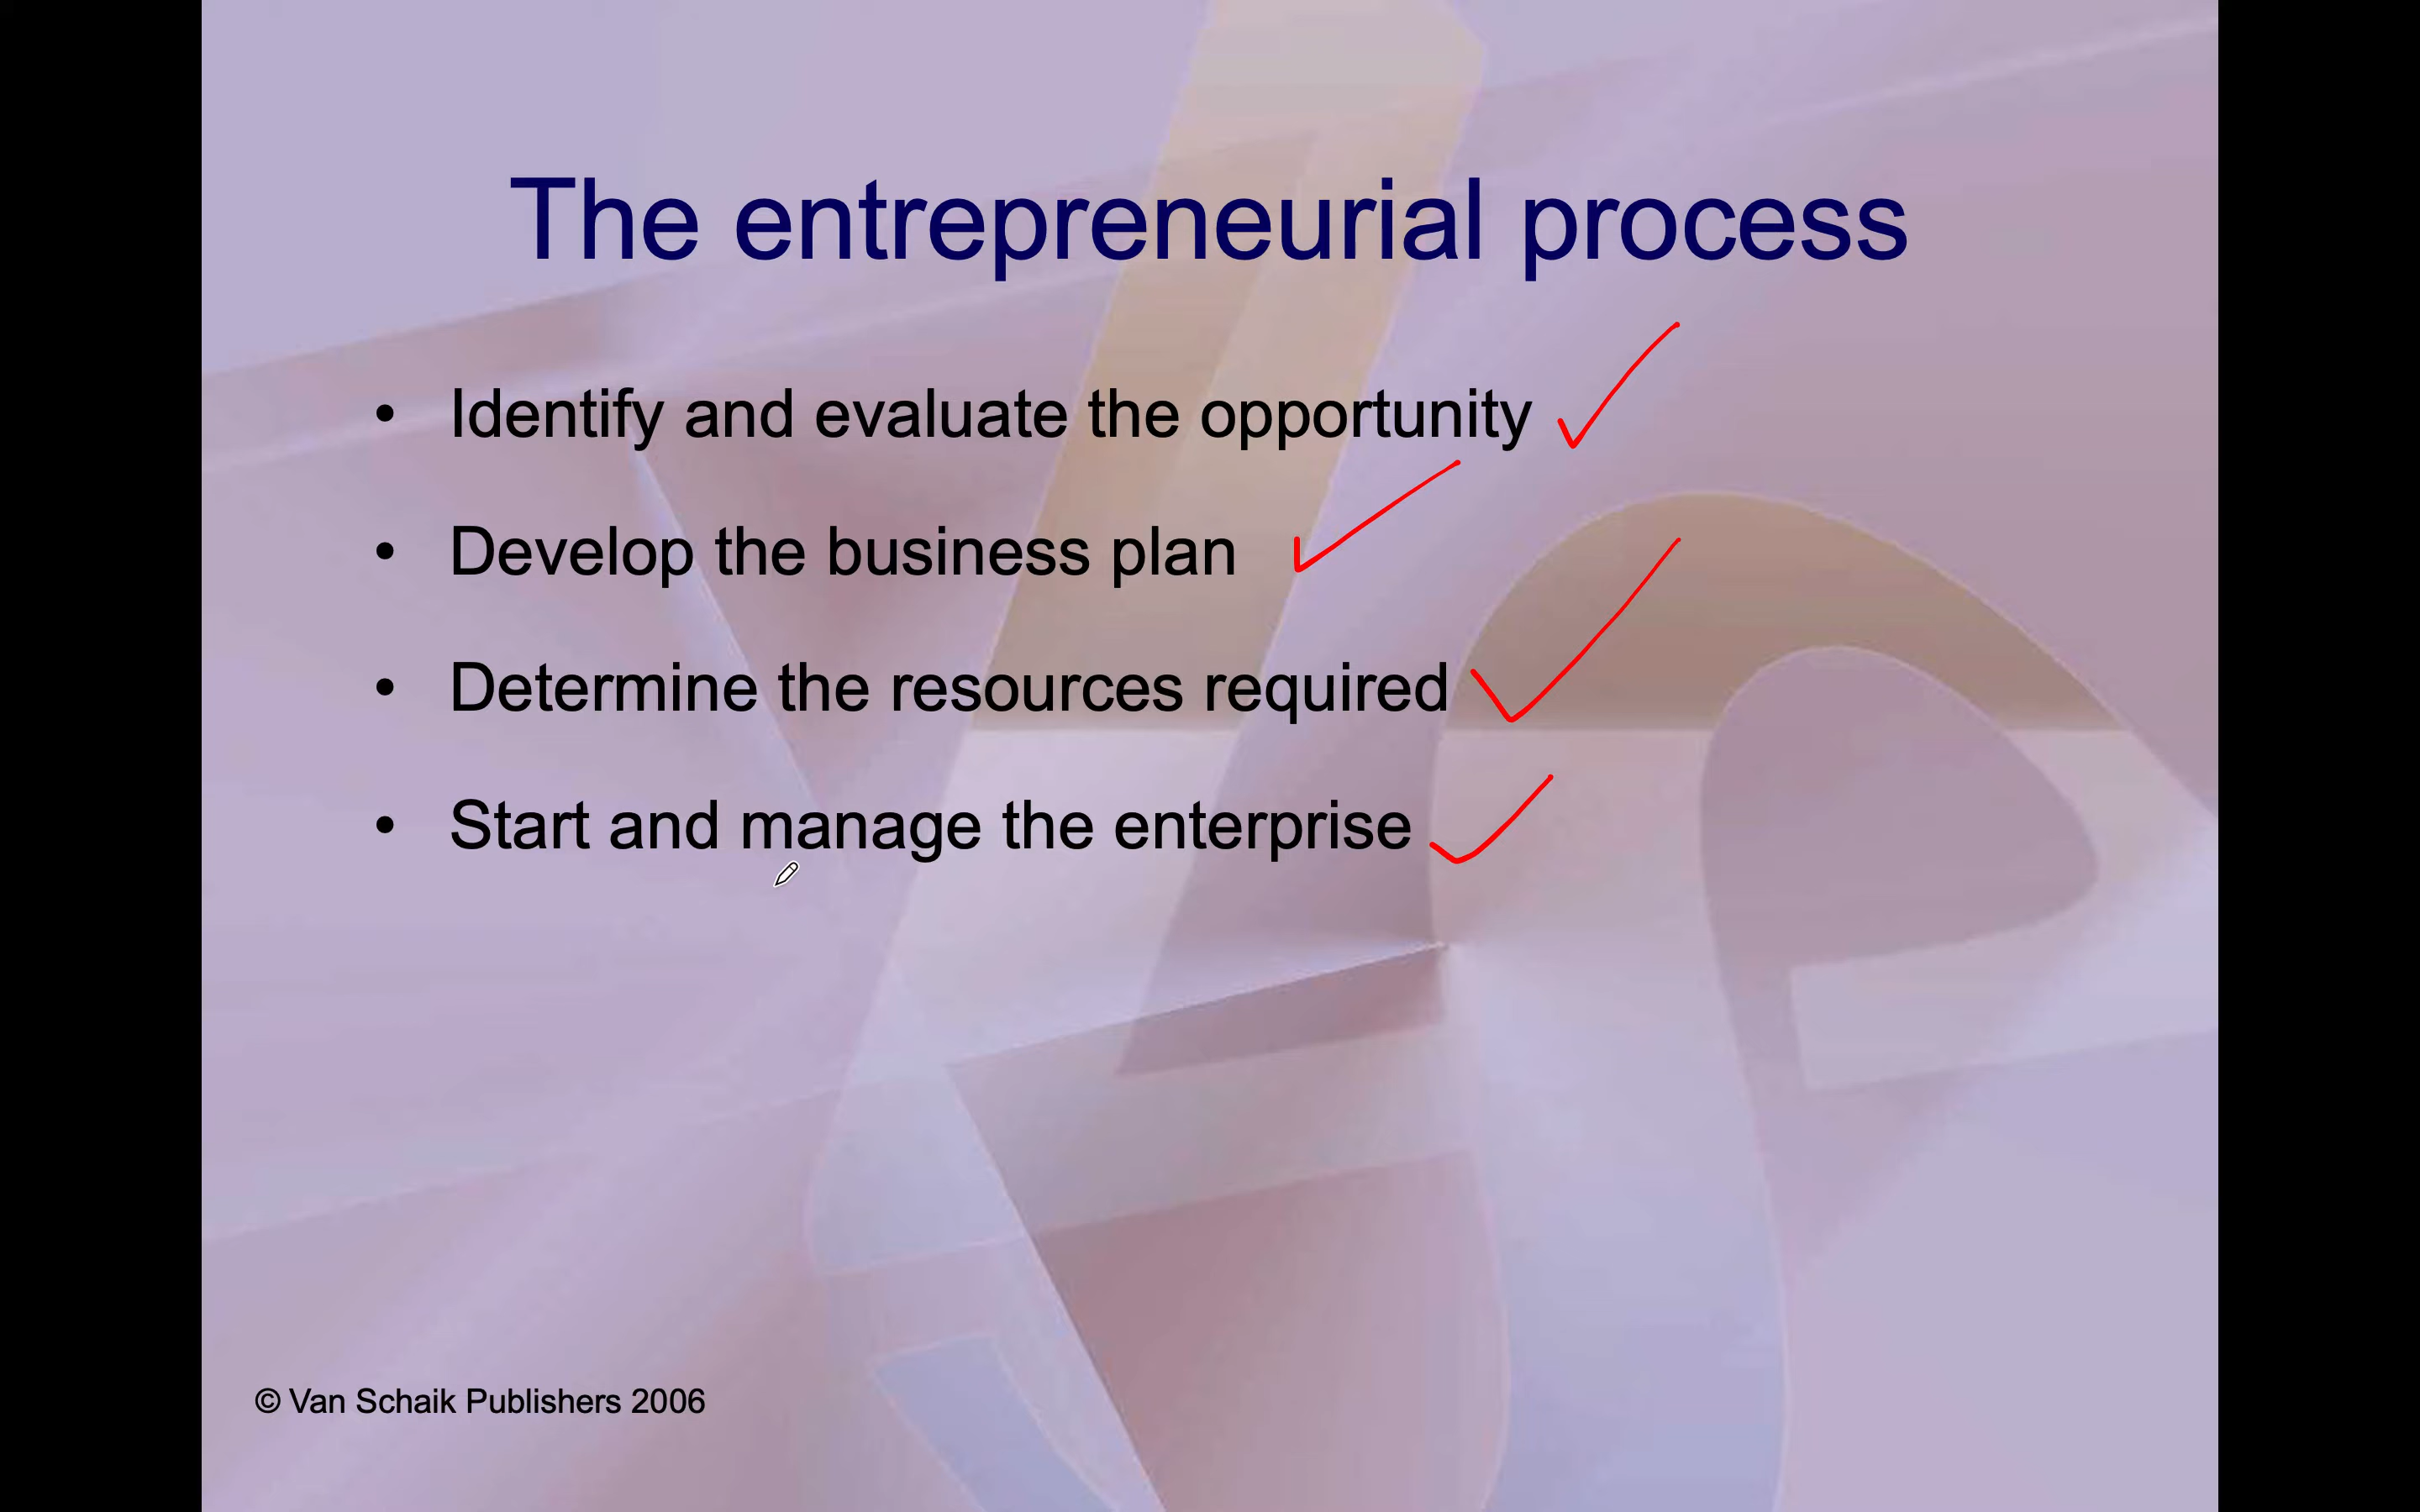 The entrepreneurial process
• Identify and evaluate the opportunity
• Develop the business plan
• Determine the resources required
• Start and manage the enterprise
© Van Schaik Publishers 2006